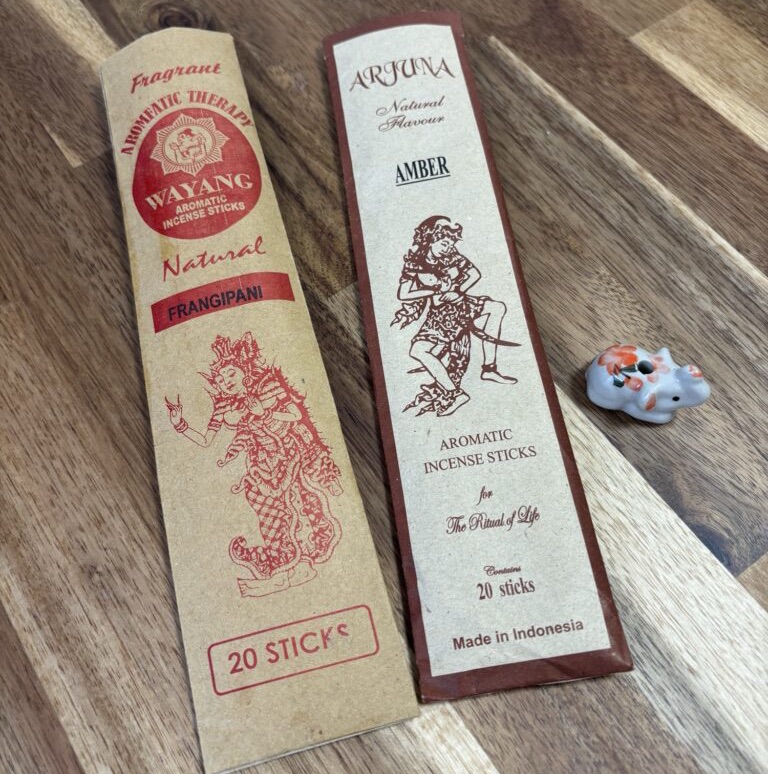 Fragrant
AROMEATIC THERAPY
WAYANG
AROMATIC
INCENSE STICKS
Natural
FRANGIPANI
20 STICKS
ARJUNA
Natural
Flavour
AMBER
AROMATIC
INCENSE STICKS
for
The Ritual of Life
Contains
20 sticks
Made in Indonesia